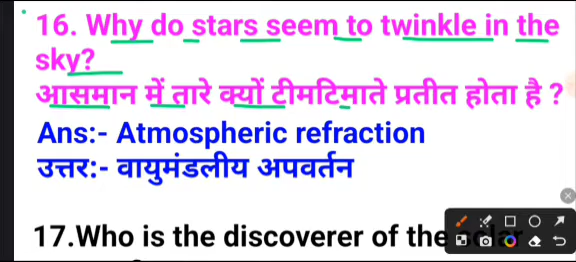 16. Why do stars seem to twinkle in the
sky?
आसमान में तारे क्यों टीमटिमाते प्रतीत होता है ?
Ans:- Atmospheric refraction
उत्तर:- वायुमंडलीय अपवर्तन
17.Who is the discoverer of the solar